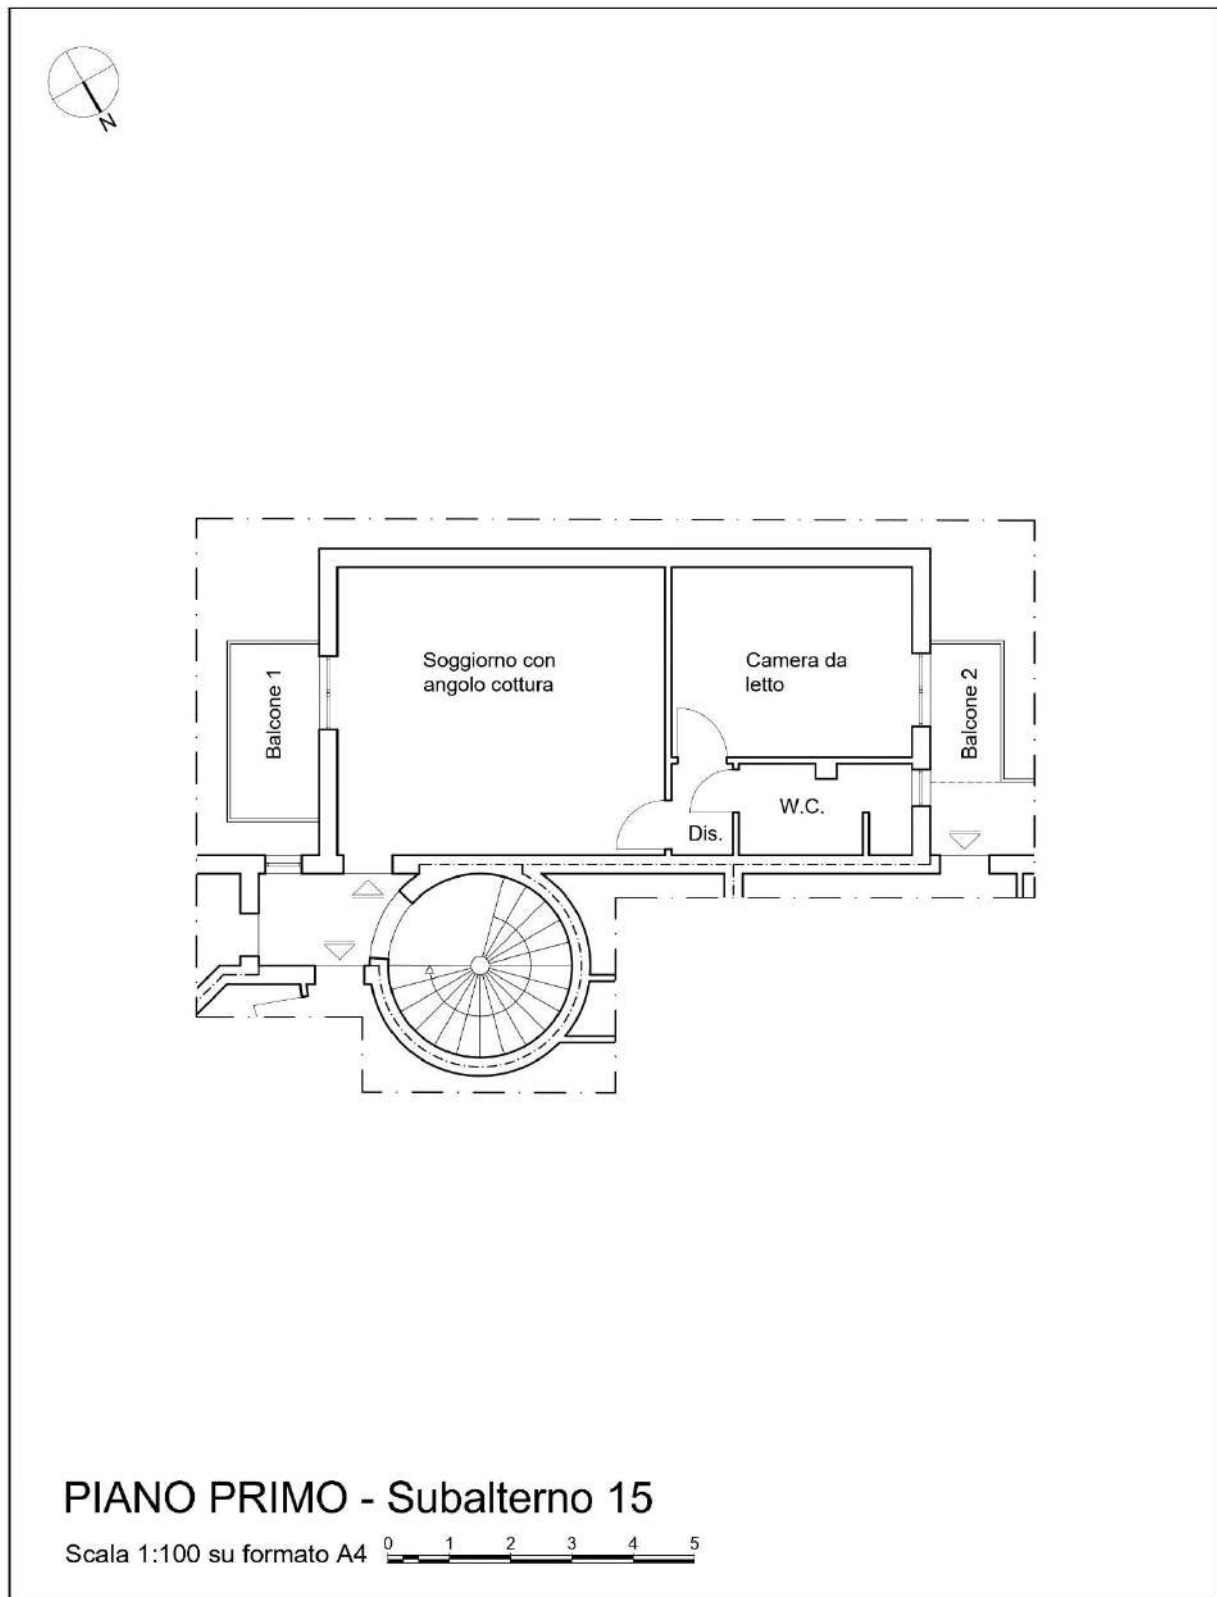 N
Soggiorno con
angolo cottura
Camera da
letto
Balcone 1
Balcone 2
W.C.
Dis.
PIANO PRIMO - Subalterno 15
Scala 1:100 su formato A4
0 1 2 3 4 5